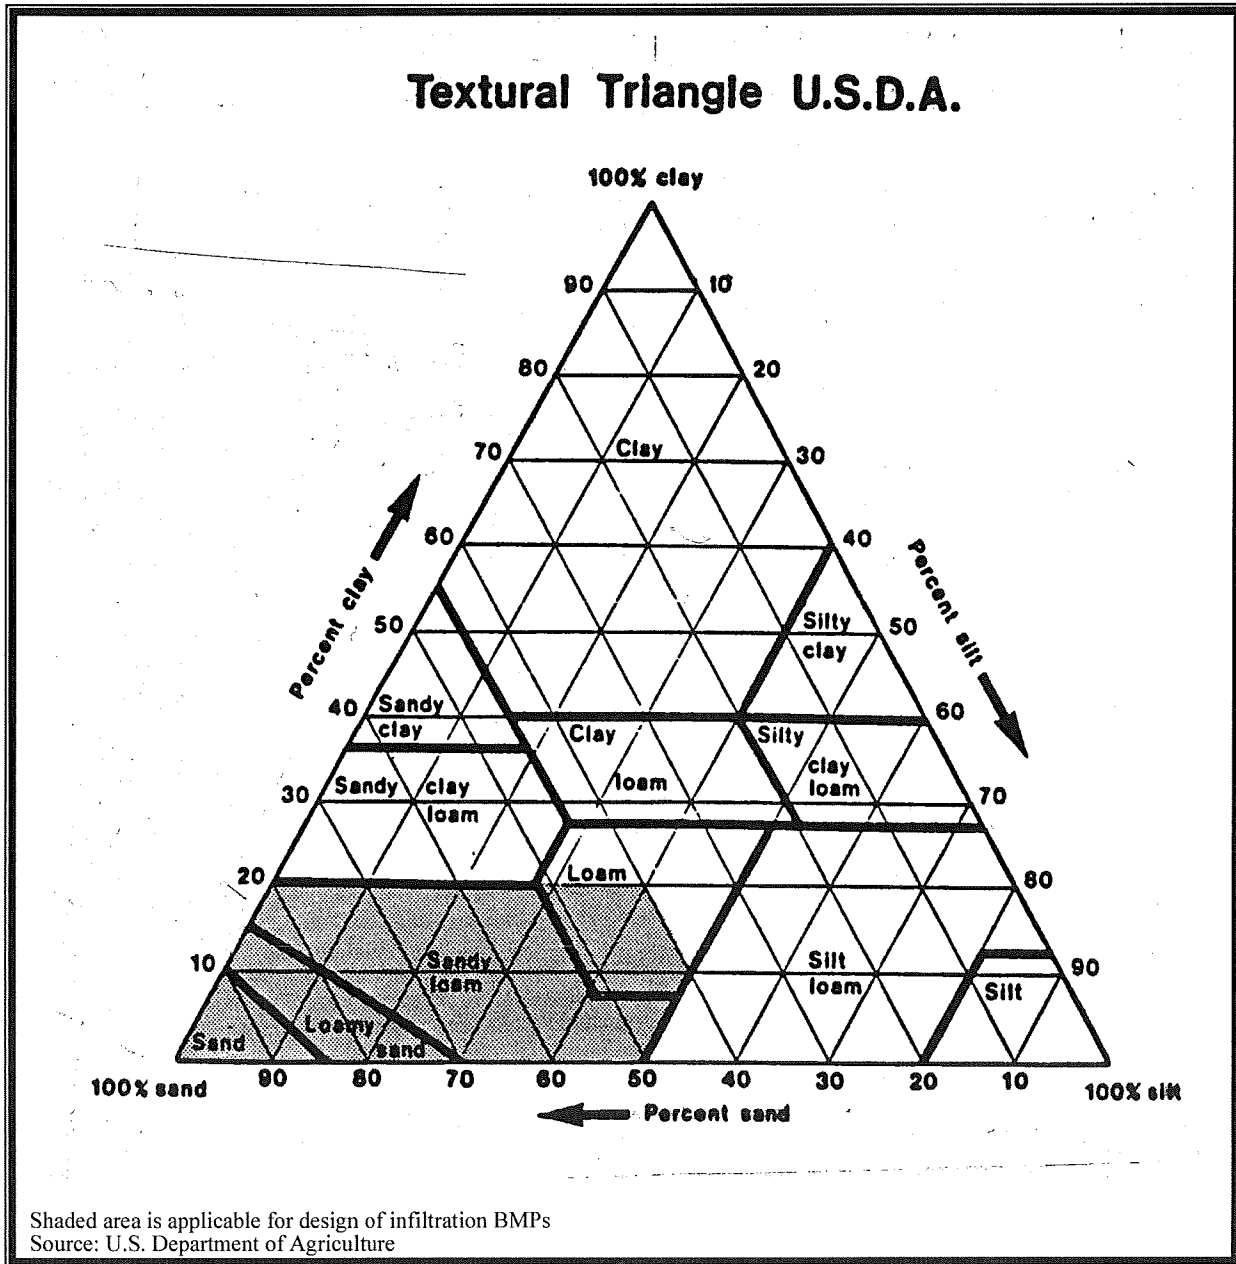 Textural Triangle U.S.D.A.
100% clay
90
10
80
20
70
Clay
30
60
40
Percent clay
Percent silt
50
Silty
clay
50
40
Sandy
clay
Clay
loam
Silty
clay
loam
60
30
Sandy clay
loam
70
20
Loam
80
10
Sandy
loam
Silt
loam
Silt
90
Sand
Loamy
sand
100% sand
90
80
70
60
50
40
30
20
10
100% silt
Percent sand
Shaded area is applicable for design of infiltration BMPs
Source: U.S. Department of Agriculture